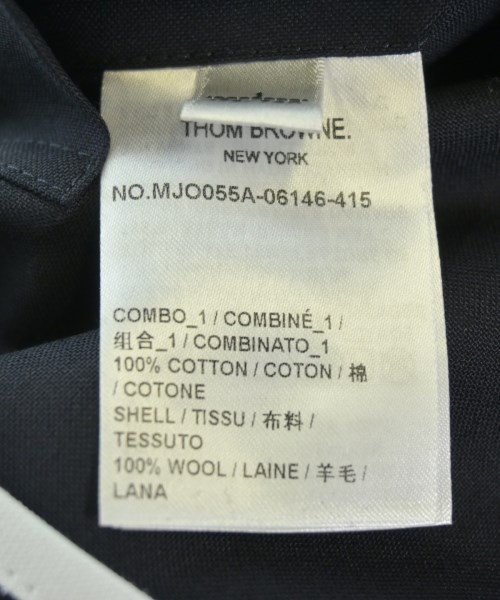 THOM BROWNE.
NEW YORK
NO.MJO055A-06146-415
COMBO_1 / COMBINÉ_1 /
组合_1 / COMBINATO_1
100% COTTON / COTON / 棉
/ COTONE
SHELL / TISSU / 布料 /
TESSUTO
100% WOOL / LAINE / 羊毛 /
LANA